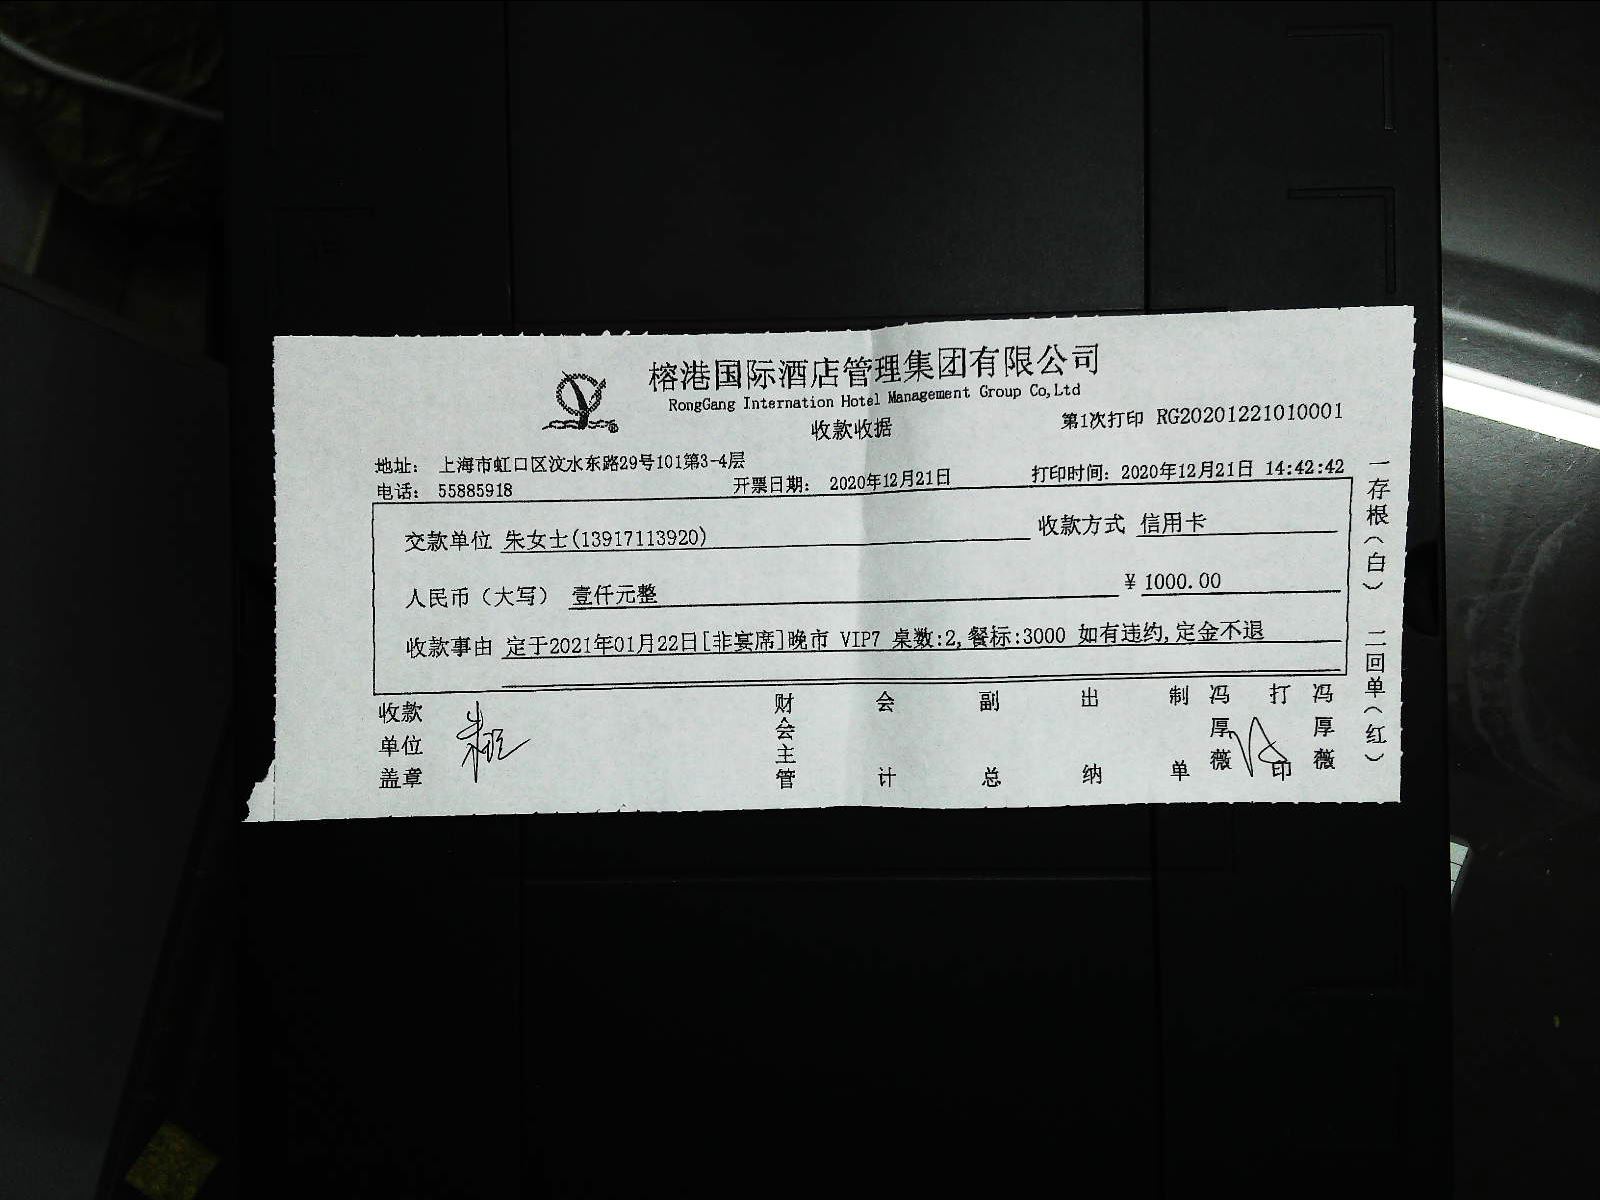 榕港国际酒店管理集团有限公司
RongGang Internation Hotel Management Group Co,Ltd
收款收据
第1次打印 RG20201221010001
地址： 上海市虹口区汶水东路29号101第3-4层
电话： 55885918 开票日期： 2020年12月21日 打印时间：2020年12月21日 14:42:42
交款单位 朱女士(13917113920) 收款方式 信用卡
人民币（大写） 壹仟元整 ￥1000.00
收款事由 定于2021年01月22日[非宴席]晚市 VIP7 桌数:2,餐标:3000 如有违约,定金不退
收款单位盖章 财会主管 会计 副总 出纳 制单 冯厚薇 打印 冯厚薇
一存根（白） 二回单（红）